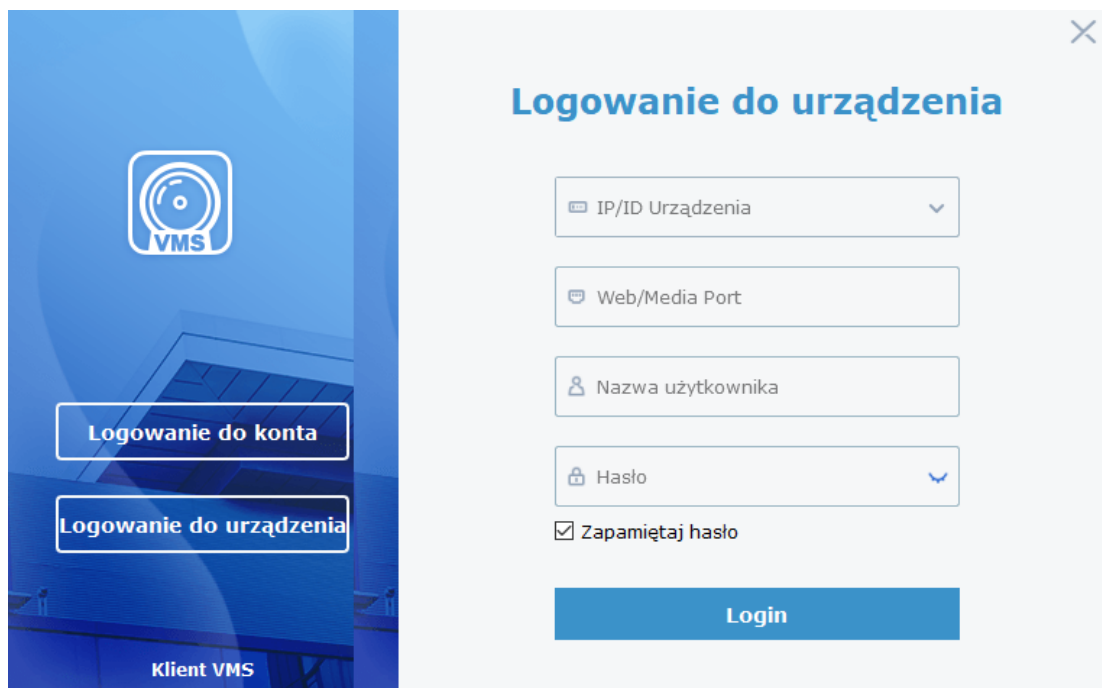 VMS
Logowanie do konta
Logowanie do urządzenia
Klient VMS
Logowanie do urządzenia
IP/ID Urządzenia
Web/Media Port
Nazwa użytkownika
Hasło
Zapamiętaj hasło
Login